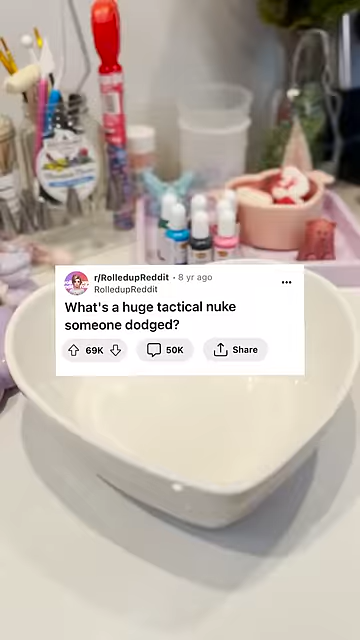 r/RolledupReddit · 8 yr ago
RolledupReddit
What's a huge tactical nuke
someone dodged?
69K
50K
Share